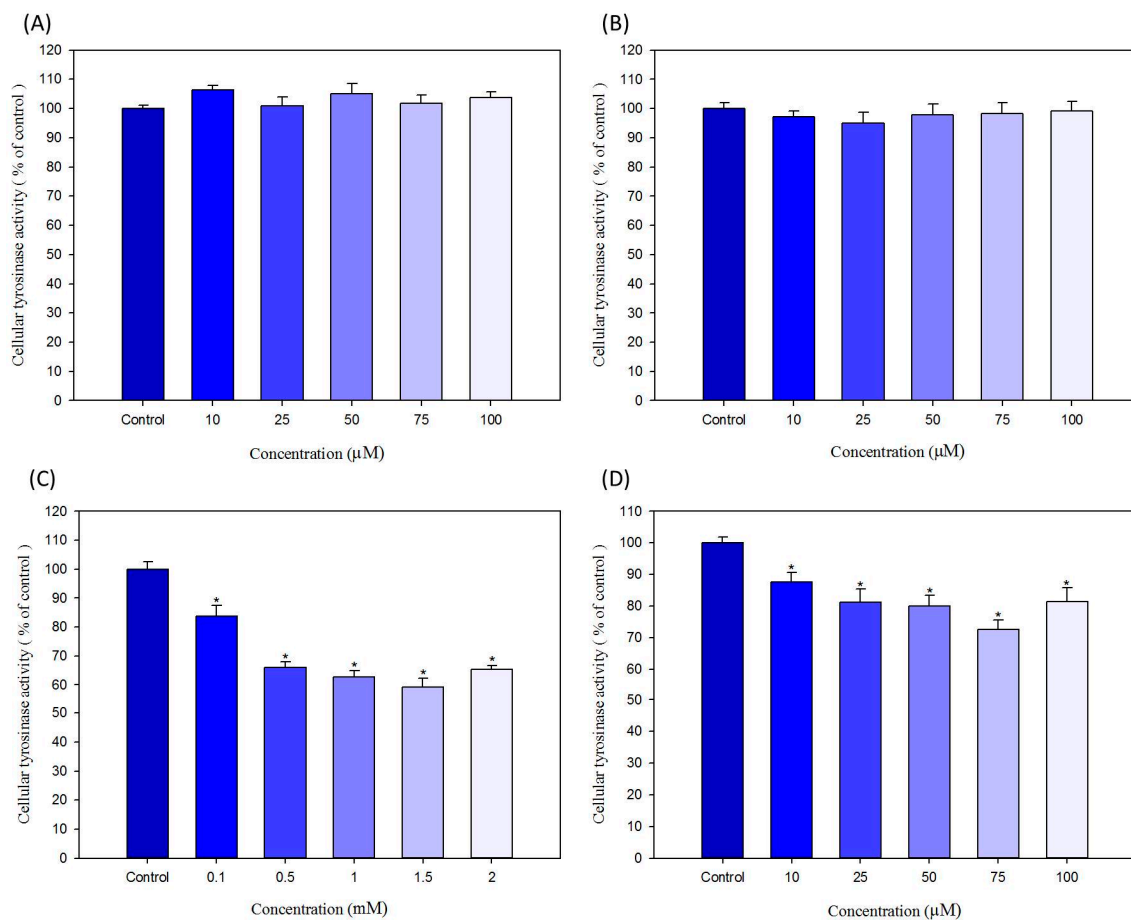 (A)
120
110
100
90
80
70
60
50
40
30
20
10
0
Cellular tyrosinase activity ( % of control )
Control 10 25 50 75 100
Concentration (μM)
(B)
120
110
100
90
80
70
60
50
40
30
20
10
0
Cellular tyrosinase activity ( % of control )
Control 10 25 50 75 100
Concentration (μM)
(C)
120
110
100
90
80
70
60
50
40
30
20
10
0
Cellular tyrosinase activity ( % of control )
* * * * *
Control 0.1 0.5 1 1.5 2
Concentration (mM)
(D)
110
100
90
80
70
60
50
40
30
20
10
0
Cellular tyrosinase activity ( % of control )
* * * * *
Control 10 25 50 75 100
Concentration (μM)